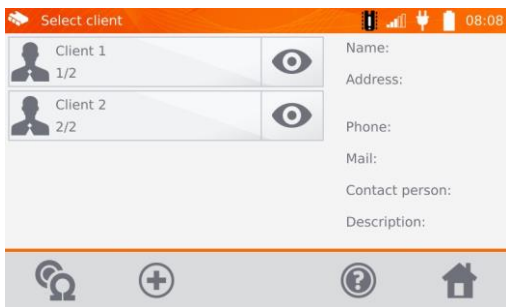 Select client
08:08
Client 1
1/2
Client 2
2/2
Name:
Address:
Phone:
Mail:
Contact person:
Description: